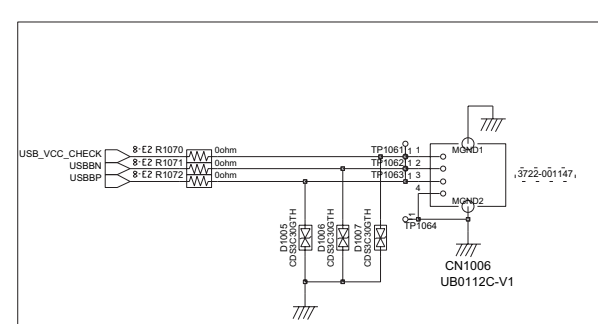 USB_VCC_CHECK 8-E2 R1070 0ohm TP1061 1 1 MGND1
USBBN 8-E2 R1071 0ohm TP1062 1 2
USBBP 8-E2 R1072 0ohm TP1063 1 3
3722-001147
4
MGND2
1
TP1064
D1005
CDS3C30GTH
D1006
CDS3C30GTH
D1007
CDS3C30GTH
CN1006
UB0112C-V1